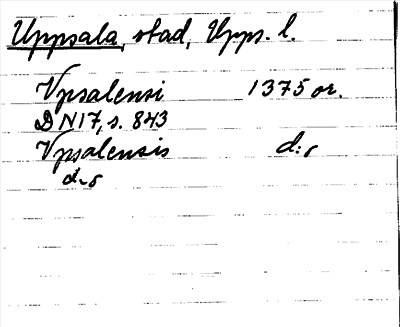 Uppsala, stad, Upps. l.
Vpsalensi 1375 or.
DN17, s. 843
Vpsalensis d:o
d:o